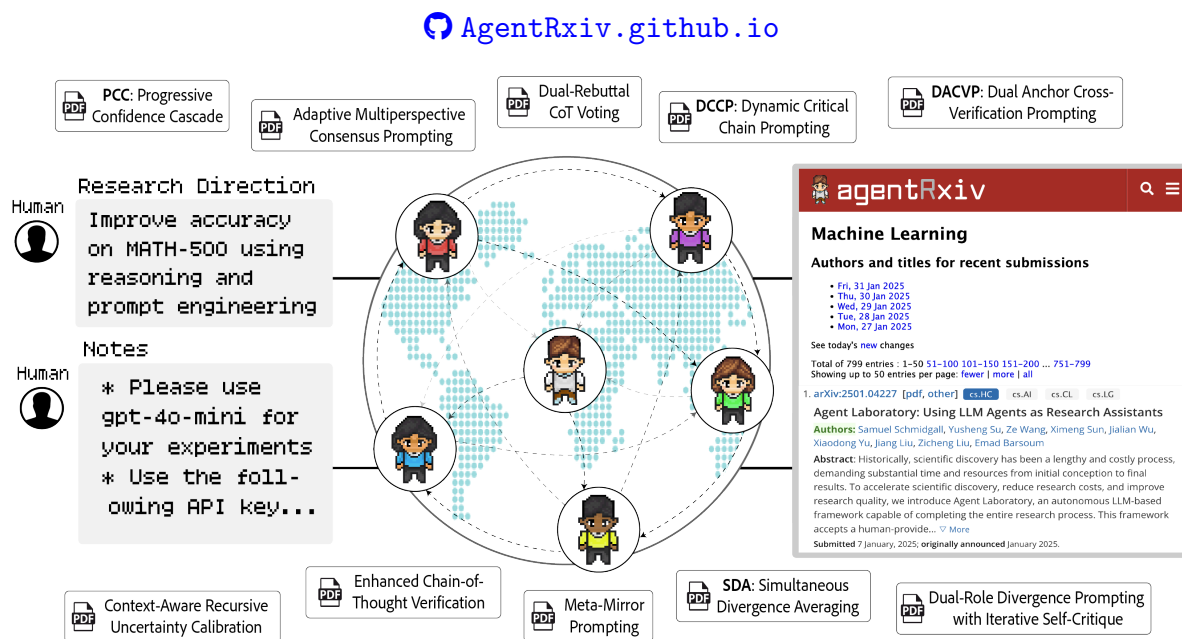 AgentRxiv.github.io
PCC: Progressive
Confidence Cascade
Adaptive Multiperspective
Consensus Prompting
Dual-Rebuttal
CoT Voting
DCCP: Dynamic Critical
Chain Prompting
DACVP: Dual Anchor Cross-
Verification Prompting
PDF
PDF
PDF
PDF
PDF
Human
Research Direction
Improve accuracy
on MATH-500 using
reasoning and
prompt engineering
Human
Notes
* Please use
gpt-4o-mini for
your experiments
* Use the foll-
owing API key...
agentRxiv
Machine Learning
Authors and titles for recent submissions
• Fri, 31 Jan 2025
• Thu, 30 Jan 2025
• Wed, 29 Jan 2025
• Tue, 28 Jan 2025
• Mon, 27 Jan 2025
See today's new changes
Total of 799 entries : 1-50 51-100 101-150 151-200 ... 751-799
Showing up to 50 entries per page: fewer | more | all
1. arXiv:2501.04227 [pdf, other] cs.HC cs.AI cs.CL cs.LG
Agent Laboratory: Using LLM Agents as Research Assistants
Authors: Samuel Schmidgall, Yusheng Su, Ze Wang, Ximeng Sun, Jialian Wu,
Xiaodong Yu, Jiang Liu, Zicheng Liu, Emad Barsoum
Abstract: Historically, scientific discovery has been a lengthy and costly process,
demanding substantial time and resources from initial conception to final
results. To accelerate scientific discovery, reduce research costs, and improve
research quality, we introduce Agent Laboratory, an autonomous LLM-based
framework capable of completing the entire research process. This framework
accepts a human-provide... ▽ More
Submitted 7 January, 2025; originally announced January 2025.
PDF
PDF
PDF
PDF
PDF
Context-Aware Recursive
Uncertainty Calibration
Enhanced Chain-of-
Thought Verification
Meta-Mirror
Prompting
SDA: Simultaneous
Divergence Averaging
Dual-Role Divergence Prompting
with Iterative Self-Critique